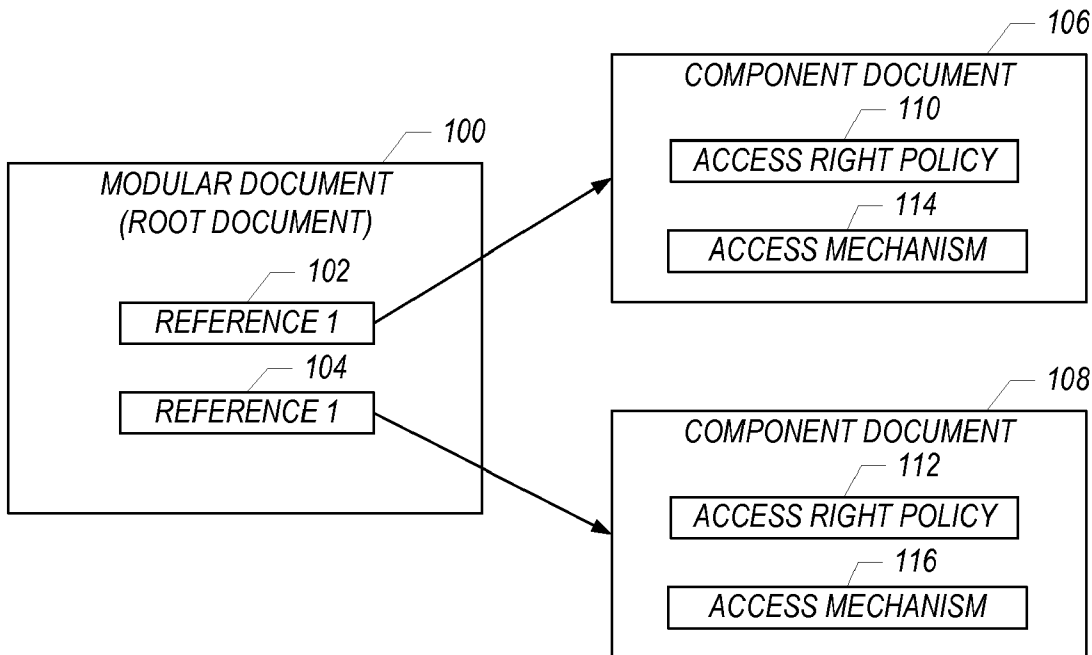 100
MODULAR DOCUMENT
(ROOT DOCUMENT)
102
REFERENCE 1
104
REFERENCE 1
106
COMPONENT DOCUMENT
110
ACCESS RIGHT POLICY
114
ACCESS MECHANISM
108
COMPONENT DOCUMENT
112
ACCESS RIGHT POLICY
116
ACCESS MECHANISM